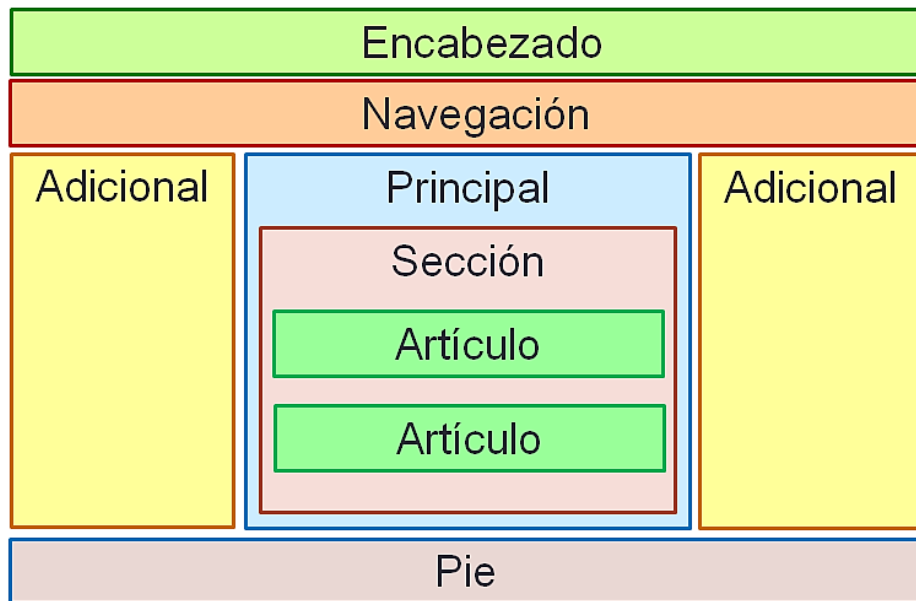 Encabezado
Navegación
Adicional
Principal
Adicional
Sección
Artículo
Artículo
Pie